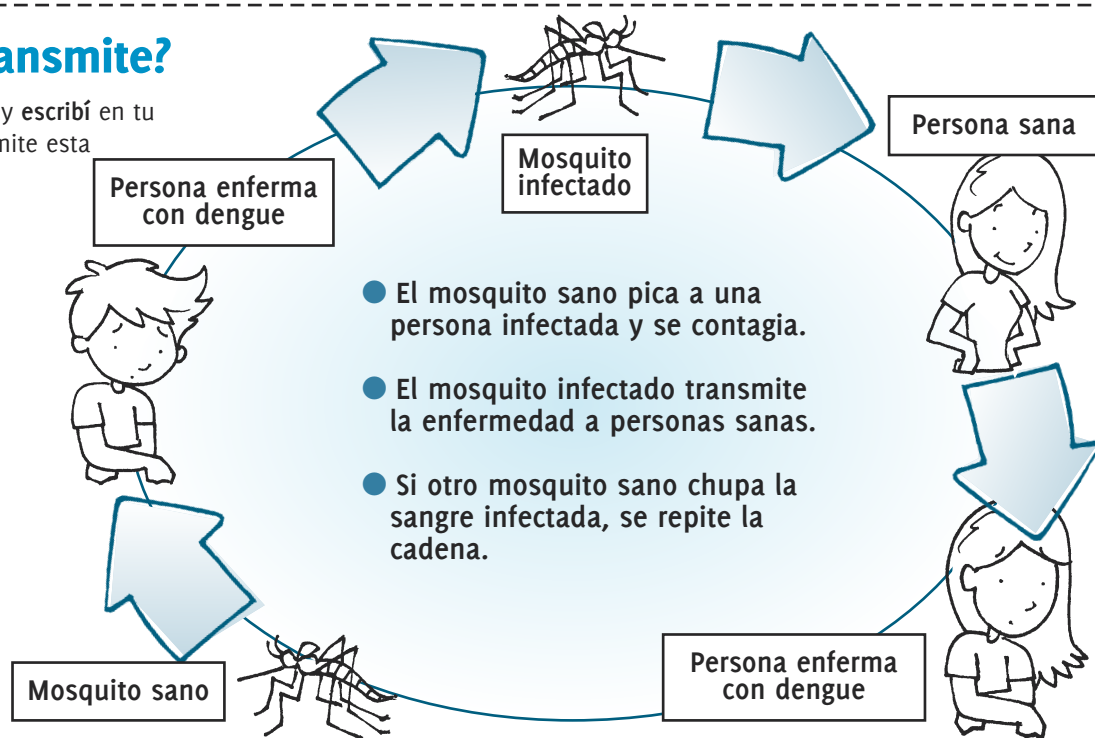 ansmite?
y escribí en tu
mite esta
Persona enferma
con dengue
Mosquito
infectado
Persona sana
● El mosquito sano pica a una
persona infectada y se contagia.
● El mosquito infectado transmite
la enfermedad a personas sanas.
● Si otro mosquito sano chupa la
sangre infectada, se repite la
cadena.
Mosquito sano
Persona enferma
con dengue